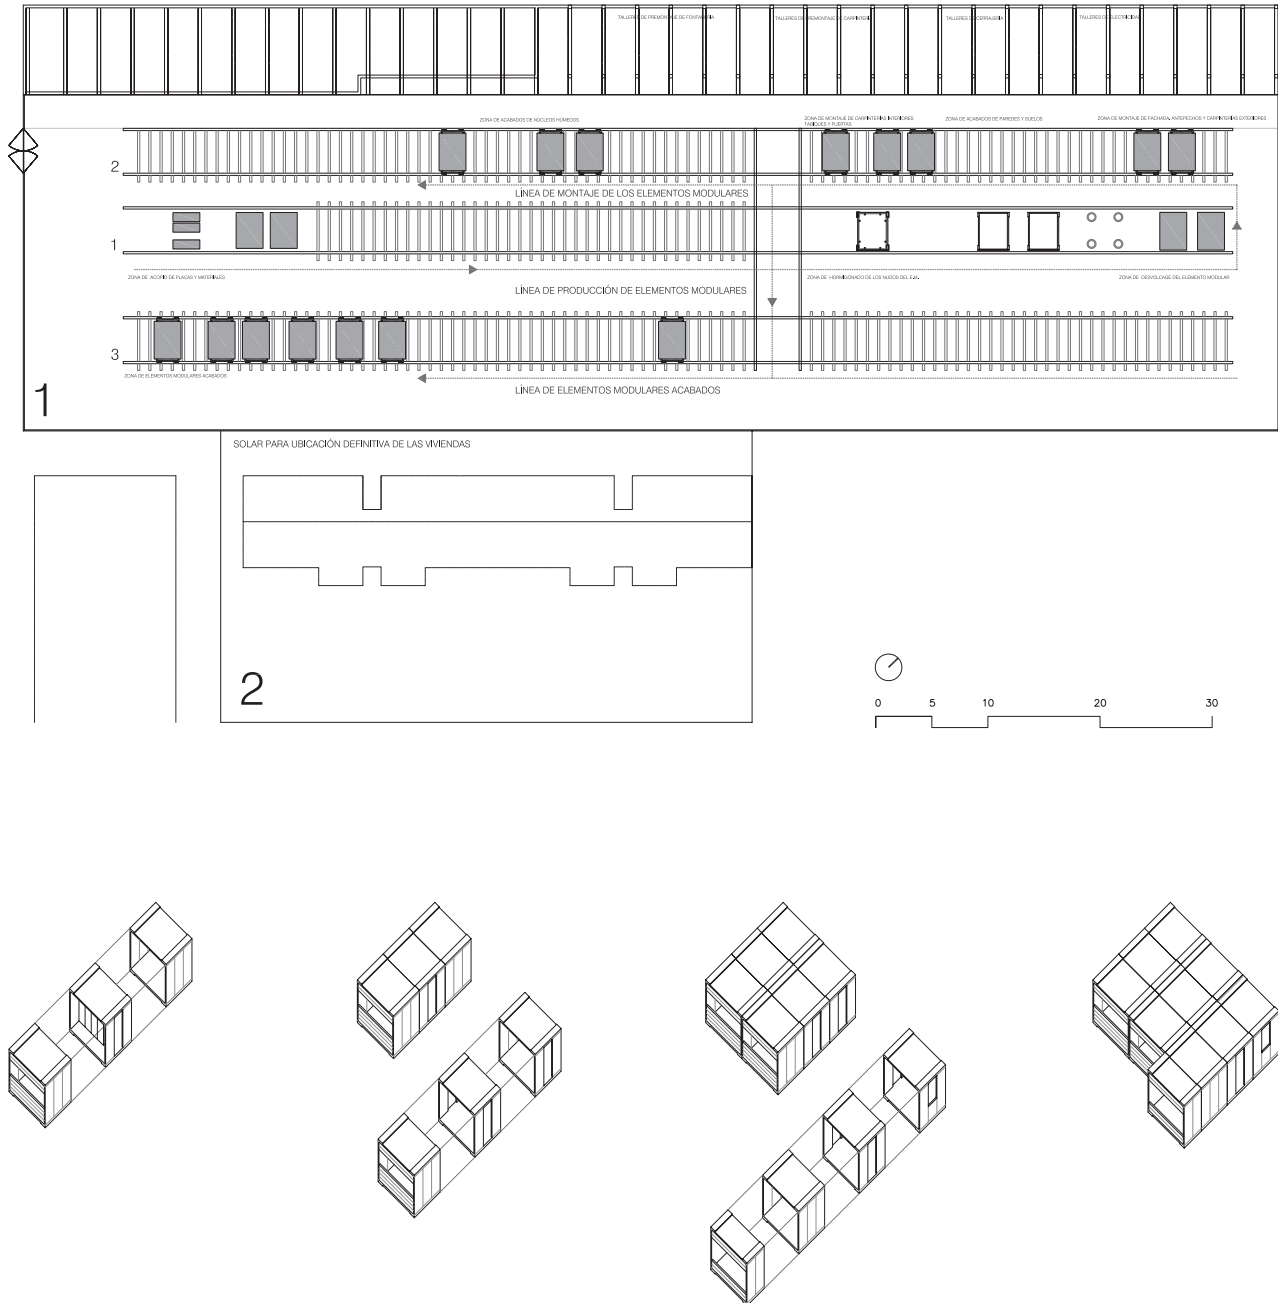 TALLERES DE PREMONTAJE DE FONTANERÍA
TALLERES DE PREMONTAJE DE CARPINTERÍA
TALLERES DE CERRAJERÍA
TALLERES DE ELECTRICIDAD
ZONA DE ACABADOS DE NÚCLEOS HÚMEDOS
ZONA DE MONTAJE DE CARPINTERÍAS INTERIORES
TABIQUES Y PUERTAS
ZONA DE ACABADOS DE PAREDES Y SUELOS
ZONA DE MONTAJE DE FACHADA, ANTEPECHOS Y CARPINTERÍAS EXTERIORES
2
LÍNEA DE MONTAJE DE LOS ELEMENTOS MODULARES
1
ZONA DE ACOPIO DE PLACAS Y MATERIALES
ZONA DE HORMIGONADO DE LOS NUDOS DEL E.M.
ZONA DE DESVOLCAGE DEL ELEMENTO MODULAR
LÍNEA DE PRODUCCIÓN DE ELEMENTOS MODULARES
3
ZONA DE ELEMENTOS MODULARES ACABADOS
LÍNEA DE ELEMENTOS MODULARES ACABADOS
1
SOLAR PARA UBICACIÓN DEFINITIVA DE LAS VIVIENDAS
2
0 5 10 20 30